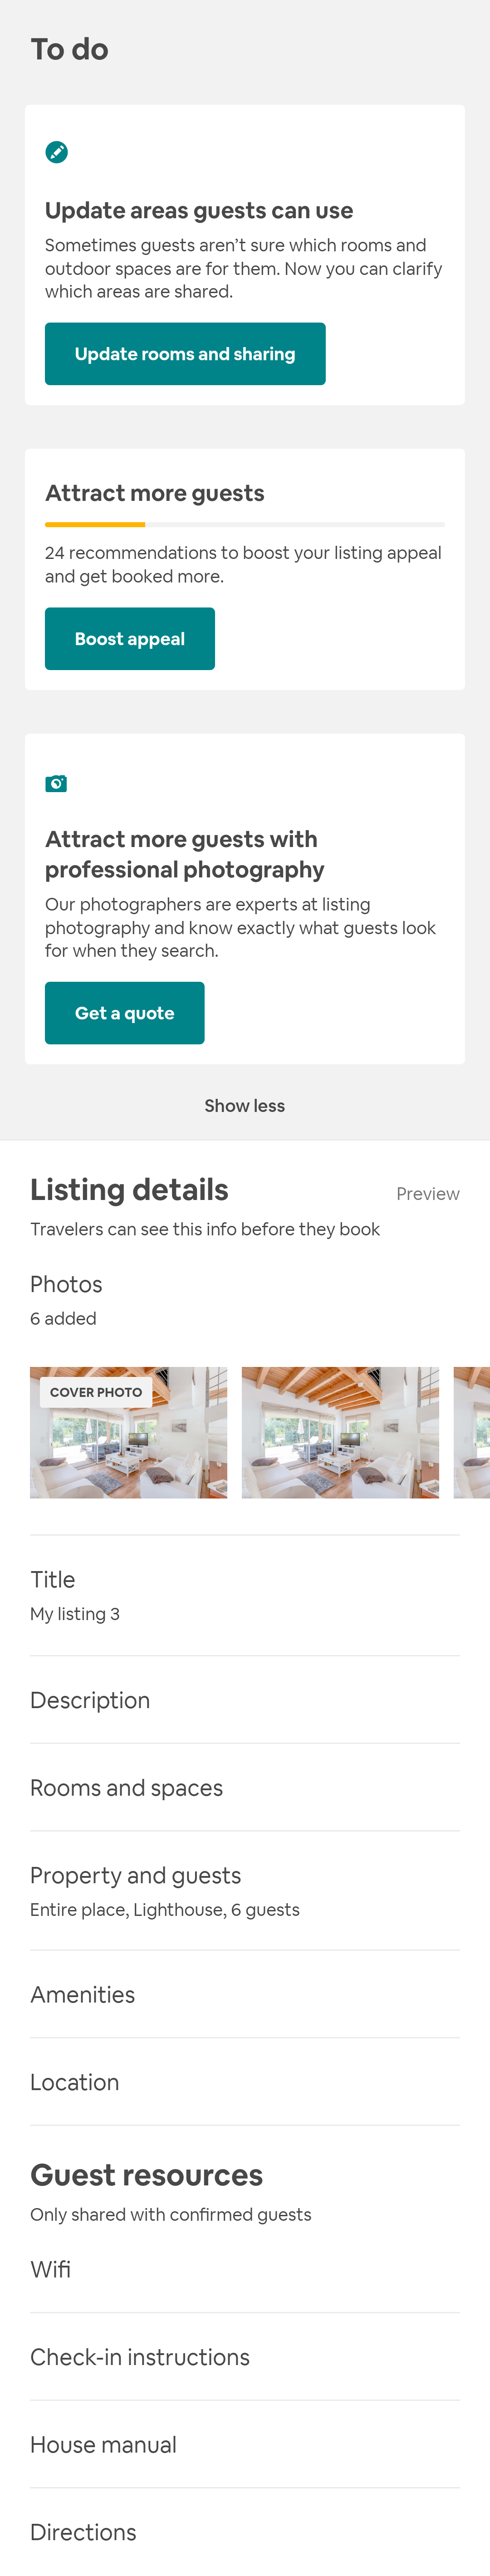 To do
Update areas guests can use
Sometimes guests aren’t sure which rooms and
outdoor spaces are for them. Now you can clarify
which areas are shared.
Update rooms and sharing
Attract more guests
24 recommendations to boost your listing appeal
and get booked more.
Boost appeal
Attract more guests with
professional photography
Our photographers are experts at listing
photography and know exactly what guests look
for when they search.
Get a quote
Show less
Listing details
Preview
Travelers can see this info before they book
Photos
6 added
COVER PHOTO
Title
My listing 3
Description
Rooms and spaces
Property and guests
Entire place, Lighthouse, 6 guests
Amenities
Location
Guest resources
Only shared with confirmed guests
Wifi
Check-in instructions
House manual
Directions